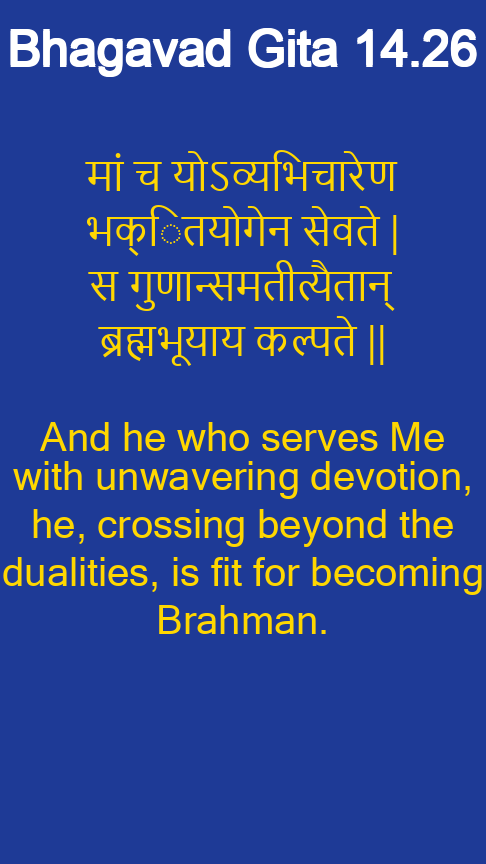 Bhagavad Gita 14.26
मां च योऽव्यभिचारेण
भक्ितयोगेन सेवते |
स गुणान्समतीत्यैतान्
ब्रह्मभूयाय कल्पते ||
And he who serves Me
with unwavering devotion,
he, crossing beyond the
dualities, is fit for becoming
Brahman.